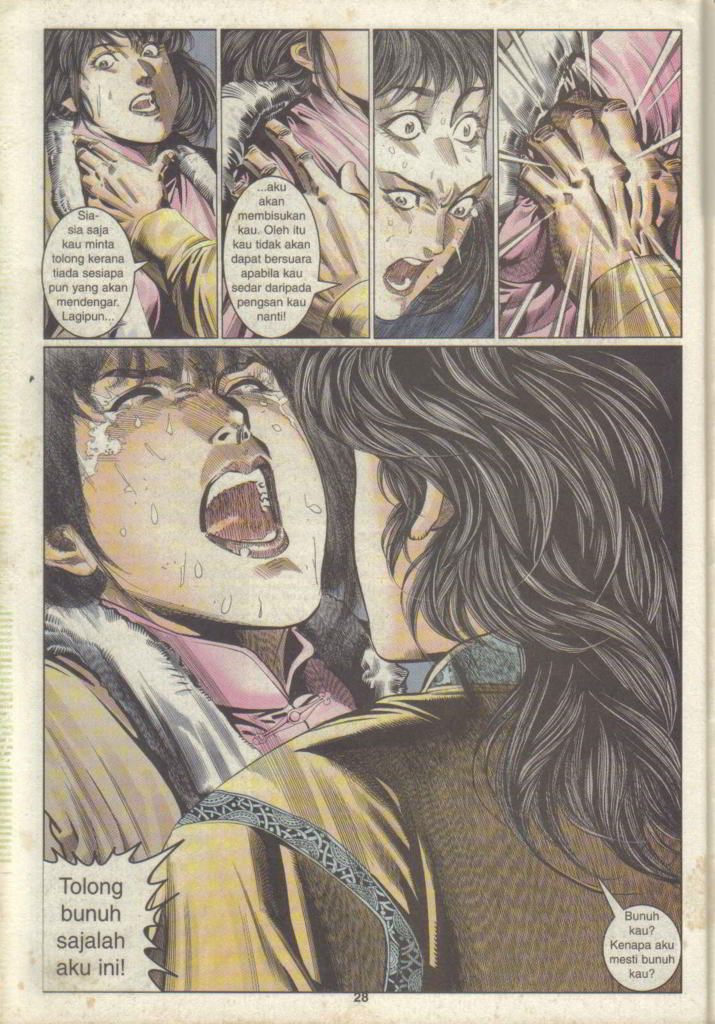 Sia-
sia saja
kau minta
tolong kerana
tiada sesiapa
pun yang akan
mendengar.
Lagipun...
...aku
akan
membisukan
kau. Oleh itu
kau tidak akan
dapat bersuara
apabila kau
sedar daripada
pengsan kau
nanti!
Tolong
bunuh
sajalah
aku ini!
Bunuh
kau?
Kenapa aku
mesti bunuh
kau?
28